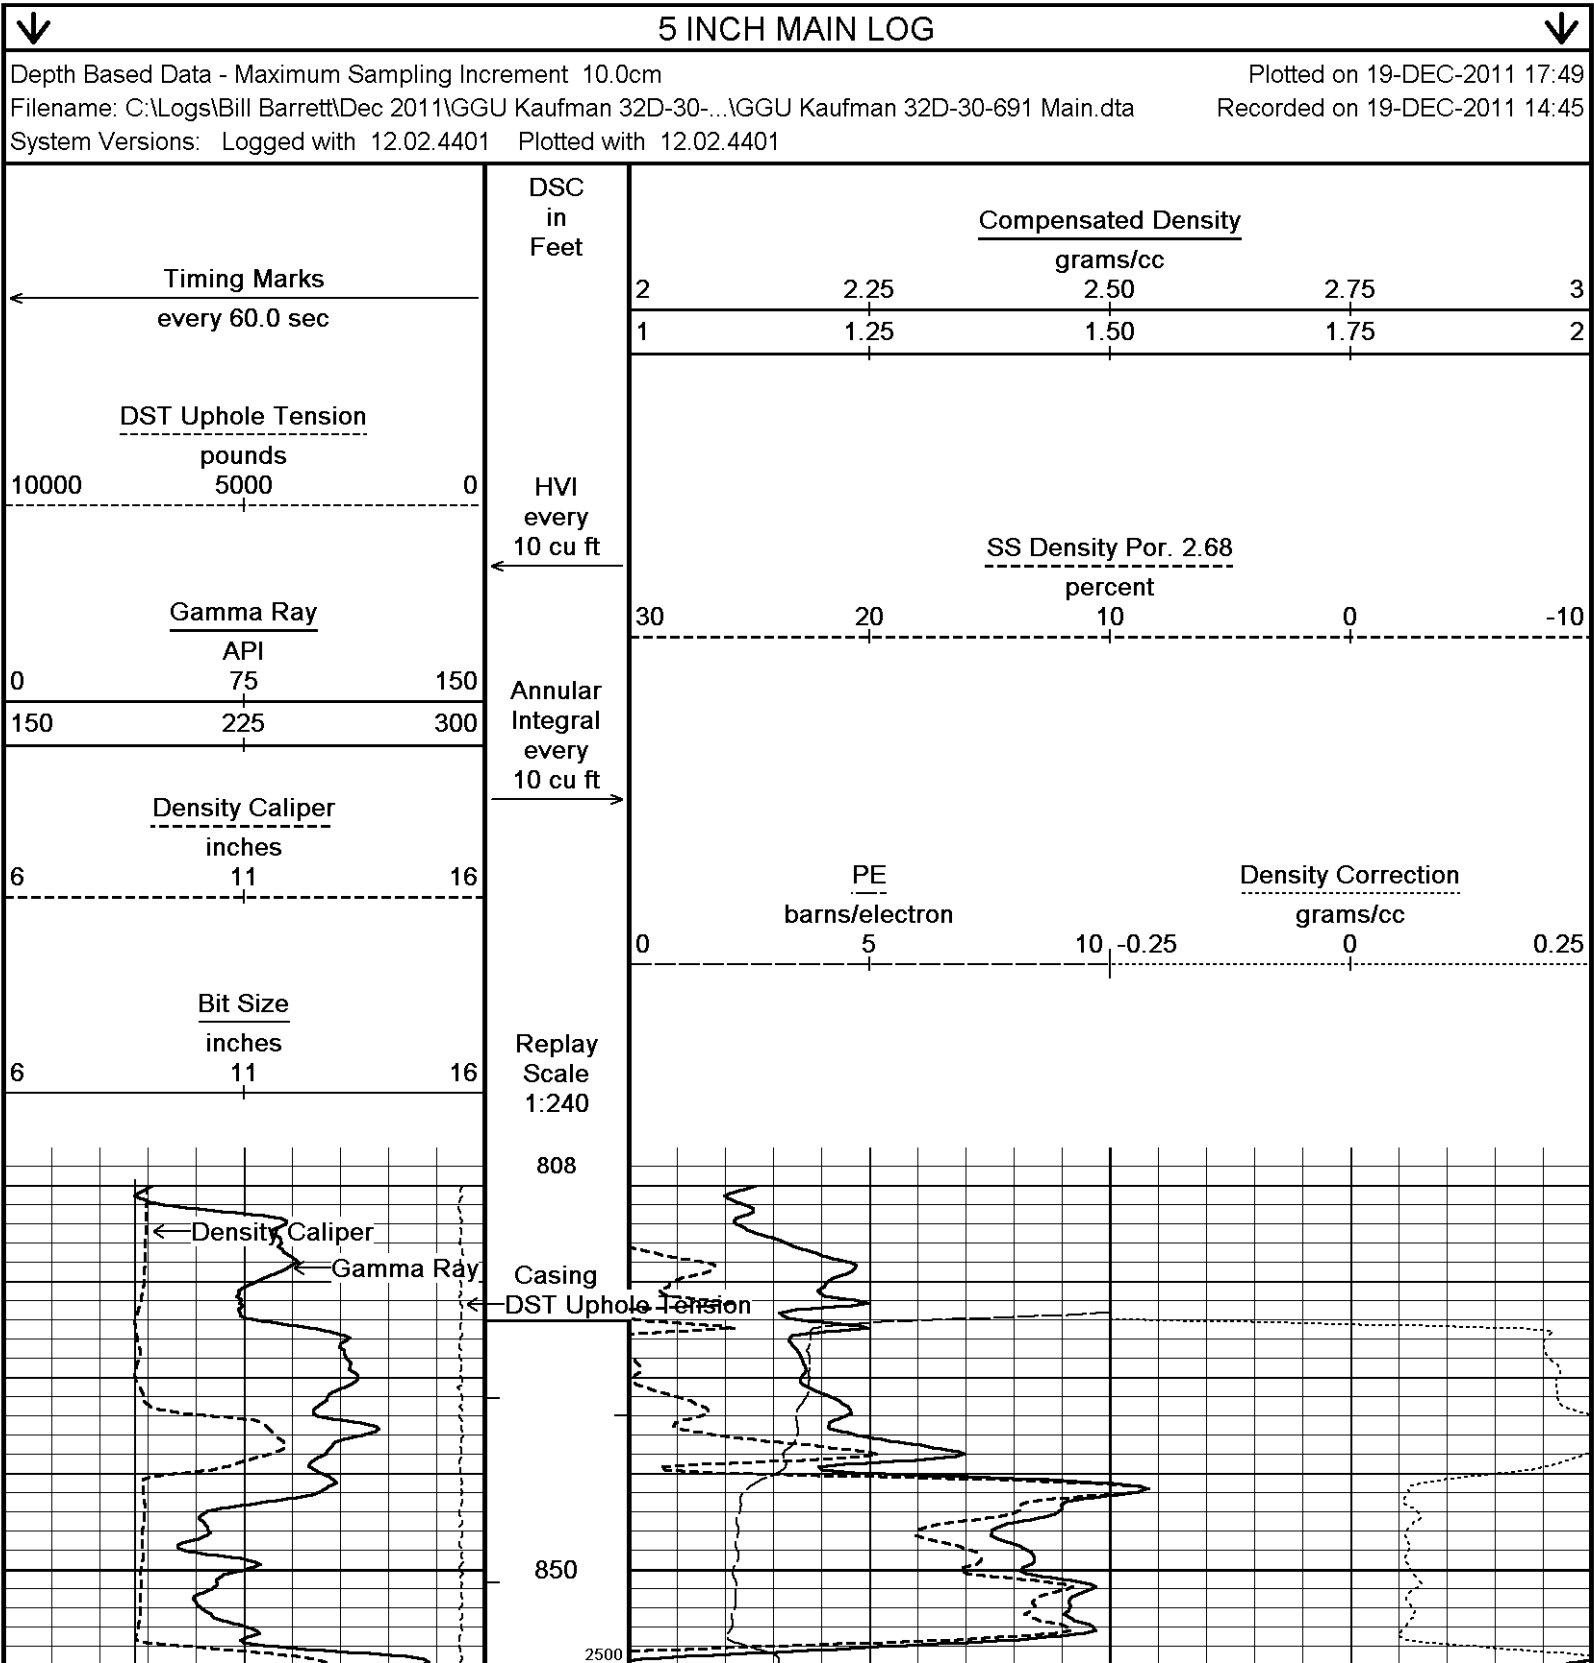 5 INCH MAIN LOG
Depth Based Data - Maximum Sampling Increment 10.0cm
Plotted on 19-DEC-2011 17:49
Filename: C:\Logs\Bill Barrett\Dec 2011\GGU Kaufman 32D-30-...\GGU Kaufman 32D-30-691 Main.dta
Recorded on 19-DEC-2011 14:45
System Versions: Logged with 12.02.4401 Plotted with 12.02.4401
Timing Marks
every 60.0 sec
DST Uphole Tension
pounds
10000 5000 0
Gamma Ray
API
0 75 150
150 225 300
Density Caliper
inches
6 11 16
Bit Size
inches
6 11 16
DSC
in
Feet
HVI
every
10 cu ft
Annular
Integral
every
10 cu ft
Replay
Scale
1:240
Compensated Density
grams/cc
2 2.25 2.50 2.75 3
1 1.25 1.50 1.75 2
SS Density Por. 2.68
percent
30 20 10 0 -10
PE
barns/electron
0 5 10
Density Correction
grams/cc
-0.25 0 0.25
808
Density Caliper
Gamma Ray
Casing
DST Uphole Tension
850
2500